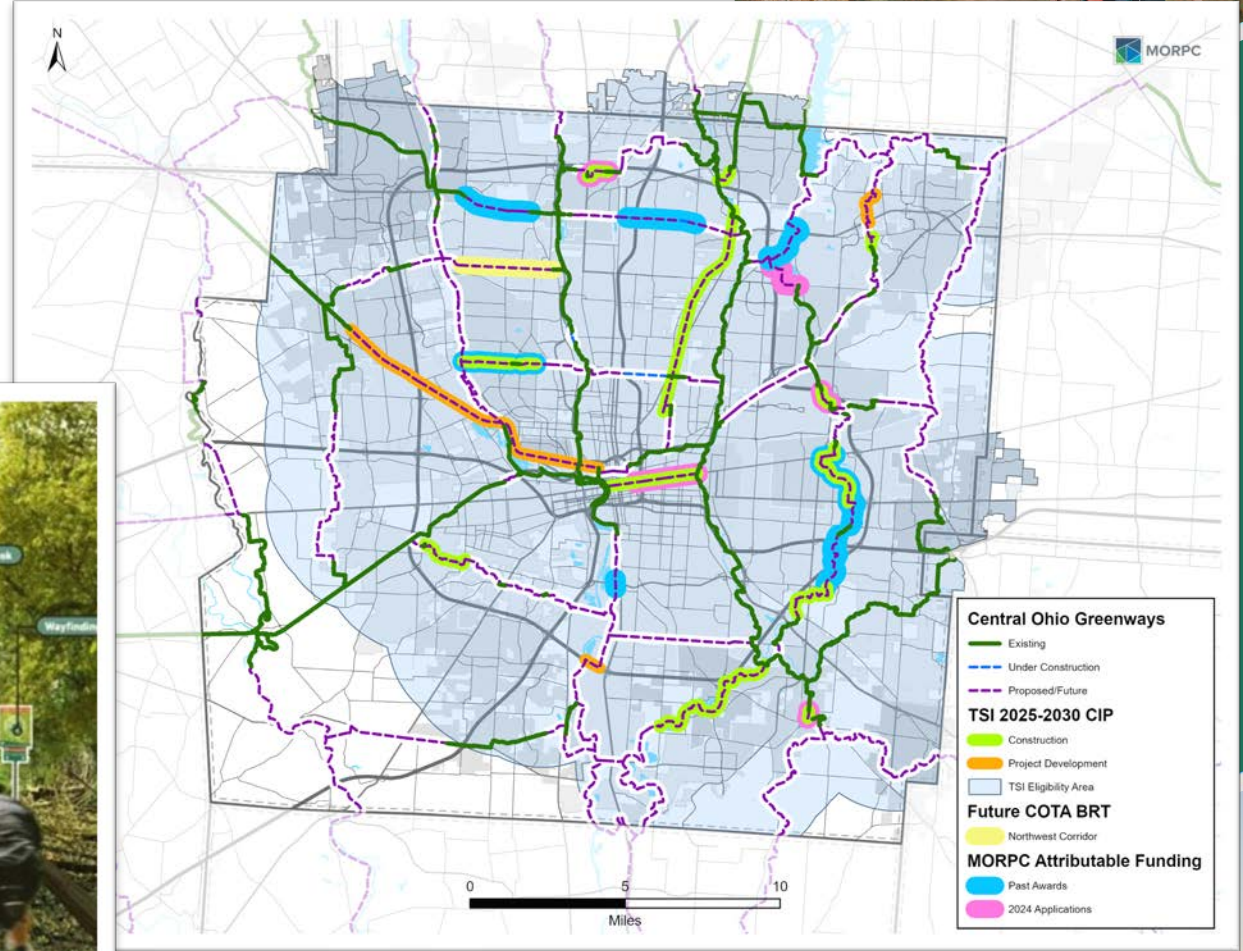 N
MORPC
sk
Wayfinding
Central Ohio Greenways
Existing
Under Construction
Proposed/Future
TSI 2025-2030 CIP
Construction
Project Development
TSI Eligibility Area
Future COTA BRT
Northwest Corridor
MORPC Attributable Funding
Past Awards
2024 Applications
0 5 10
Miles